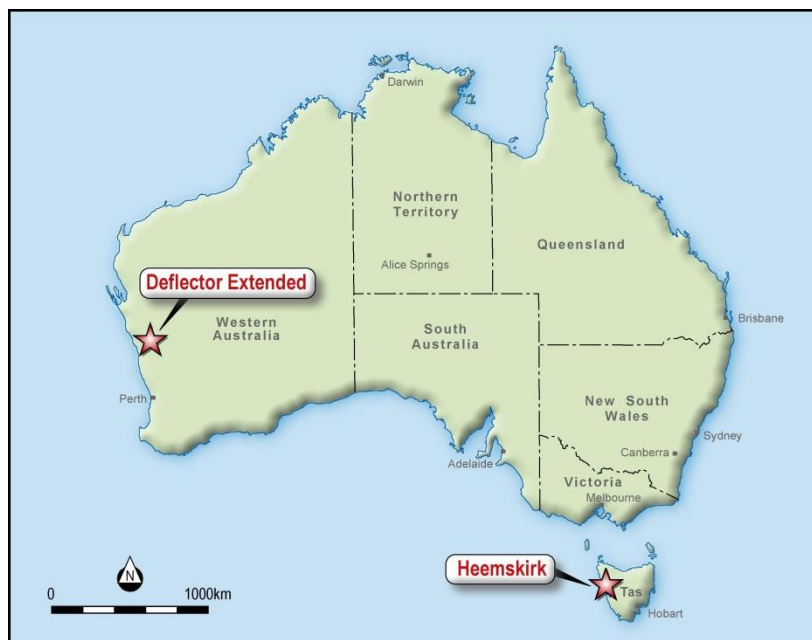 Darwin
Northern
Territory
Queensland
Alice Springs
Deflector Extended
Western
Australia
South
Australia
Brisbane
Perth
New South
Wales
Sydney
Canberra
Adelaide
Victoria
Melbourne
N
0
1000km
Heemskirk
Tas
Hobart